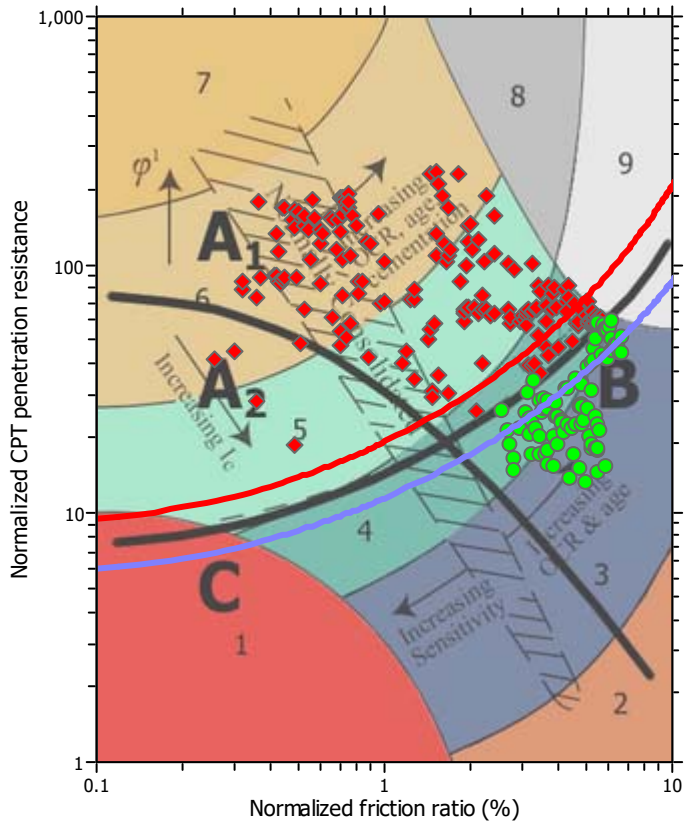 Normalized CPT penetration resistance
1,000
100
10
1
0.1
1
10
Normalized friction ratio (%)
7
8
9
φ¹
A₁
6
A₂
Increasing
OCR, age,
cementation
Increasing I꜀
5
B
4
C
Increasing
OCR & age
3
Increasing
Sensitivity
1
2